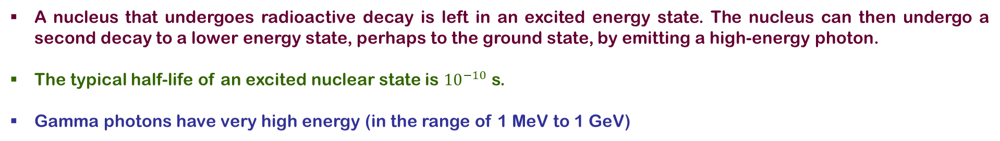 ▪ A nucleus that undergoes radioactive decay is left in an excited energy state. The nucleus can then undergo a
second decay to a lower energy state, perhaps to the ground state, by emitting a high-energy photon.
▪ The typical half-life of an excited nuclear state is 10⁻¹⁰ s.
▪ Gamma photons have very high energy (in the range of 1 MeV to 1 GeV)